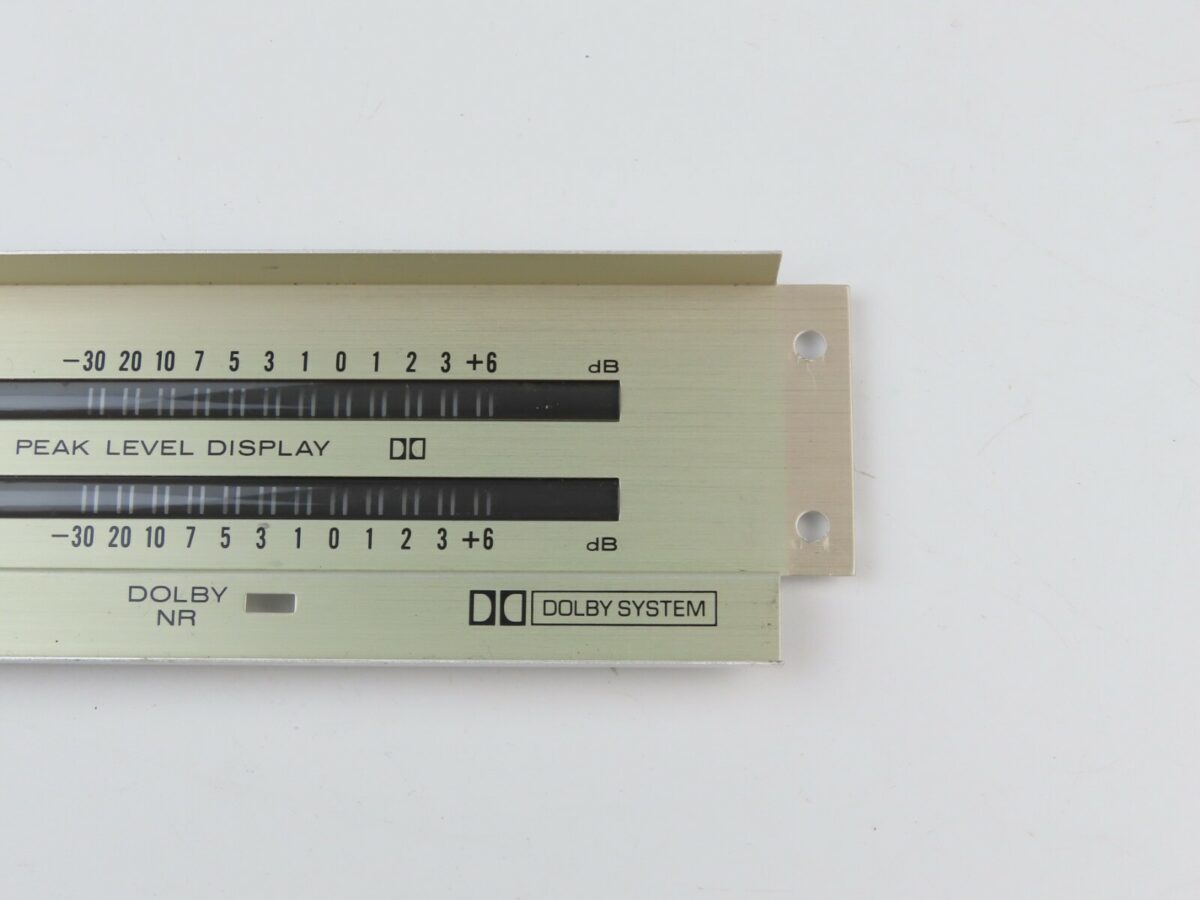 −30 20 10 7 5 3 1 0 1 2 3 +6 dB
PEAK LEVEL DISPLAY
−30 20 10 7 5 3 1 0 1 2 3 +6 dB
DOLBY
NR
DOLBY SYSTEM